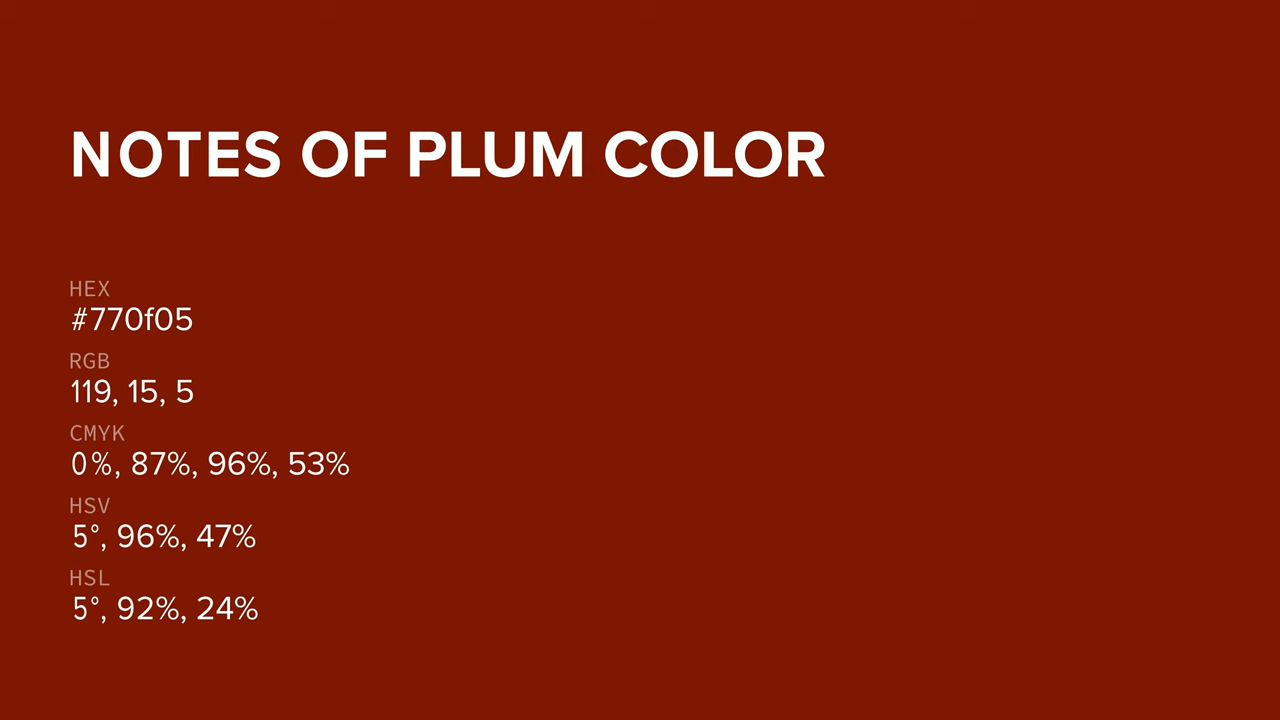 NOTES OF PLUM COLOR
HEX
#770f05
RGB
119, 15, 5
CMYK
0%, 87%, 96%, 53%
HSV
5°, 96%, 47%
HSL
5°, 92%, 24%